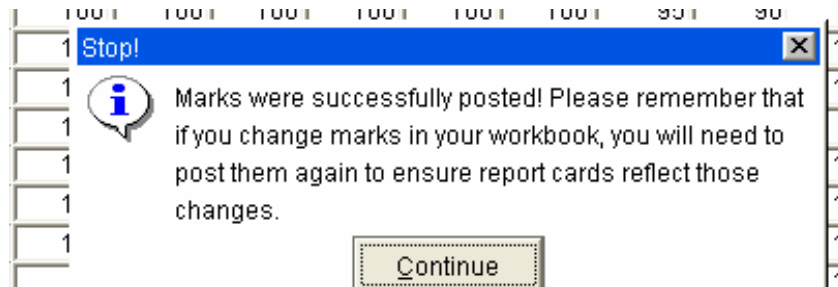 Stop!
Marks were successfully posted! Please remember that
if you change marks in your workbook, you will need to
post them again to ensure report cards reflect those
changes.
Continue